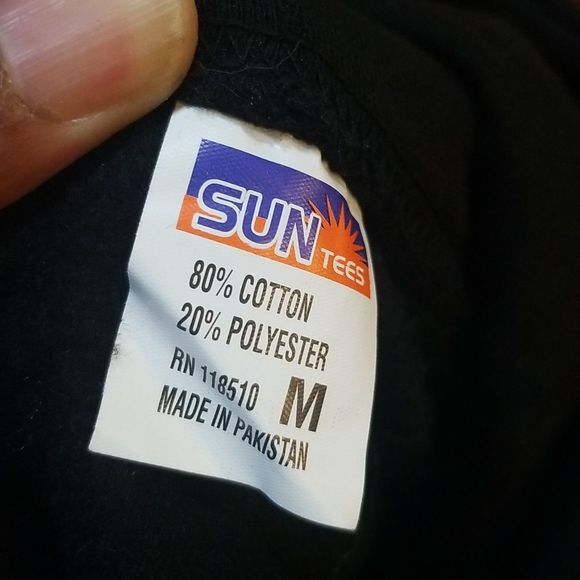 SUN
TEES
80% COTTON
20% POLYESTER
RN 118510 M
MADE IN PAKISTAN